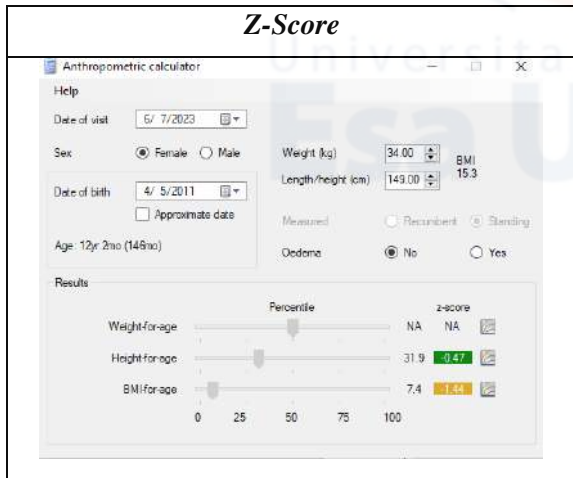 Z-Score
Universita
Esa U
Anthropometric calculator
Help
Date of visit 6/ 7/2023
Sex Female Male Weight (kg) 34.00 BMI
Length/height (cm) 149.00 15.3
Date of birth 4/ 5/2011
Approximate date
Measured Recumbent Standing
Age: 12yr 2mo (146mo) Oedema No Yes
Results
Percentile z-score
Weight-for-age NA NA
Height-for-age 31.9 -0.47
BMI-for-age 7.4 -1.44
0 25 50 75 100